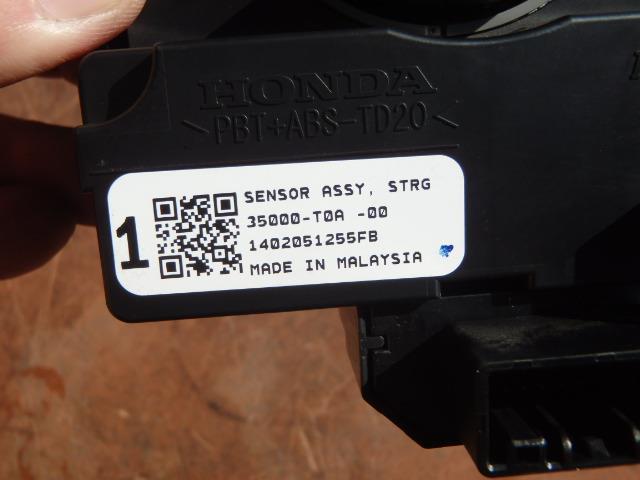 HONDA
>PBT+ABS-TD20<
1
SENSOR ASSY, STRG
35000-T0A -00
1402051255FB
MADE IN MALAYSIA